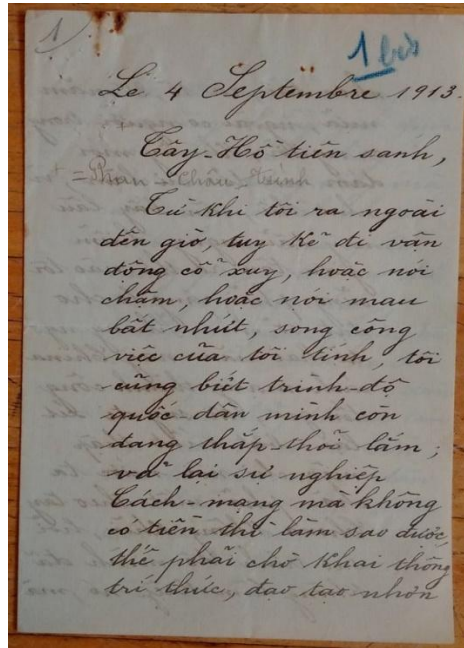 1
1 bis
Le 4 Septembre 1913.
Tây-Hồ tiên sanh,
= Phan-Châu-Trinh
Từ khi tôi ra ngoài
đến giờ, tuy kẻ đi vận
động cổ xuy, hoặc nói
chậm, hoặc nói mau
bất nhứt, song công
việc của tôi tính, tôi
cũng biết trình-độ
quốc-dân mình còn
đang thấp-thỏi lắm;
vả lại sự nghiệp
Cách-mạng mà không
có tiền thì làm sao được,
thế phải chờ khai thông
trí thức, đạo tạo nhơn